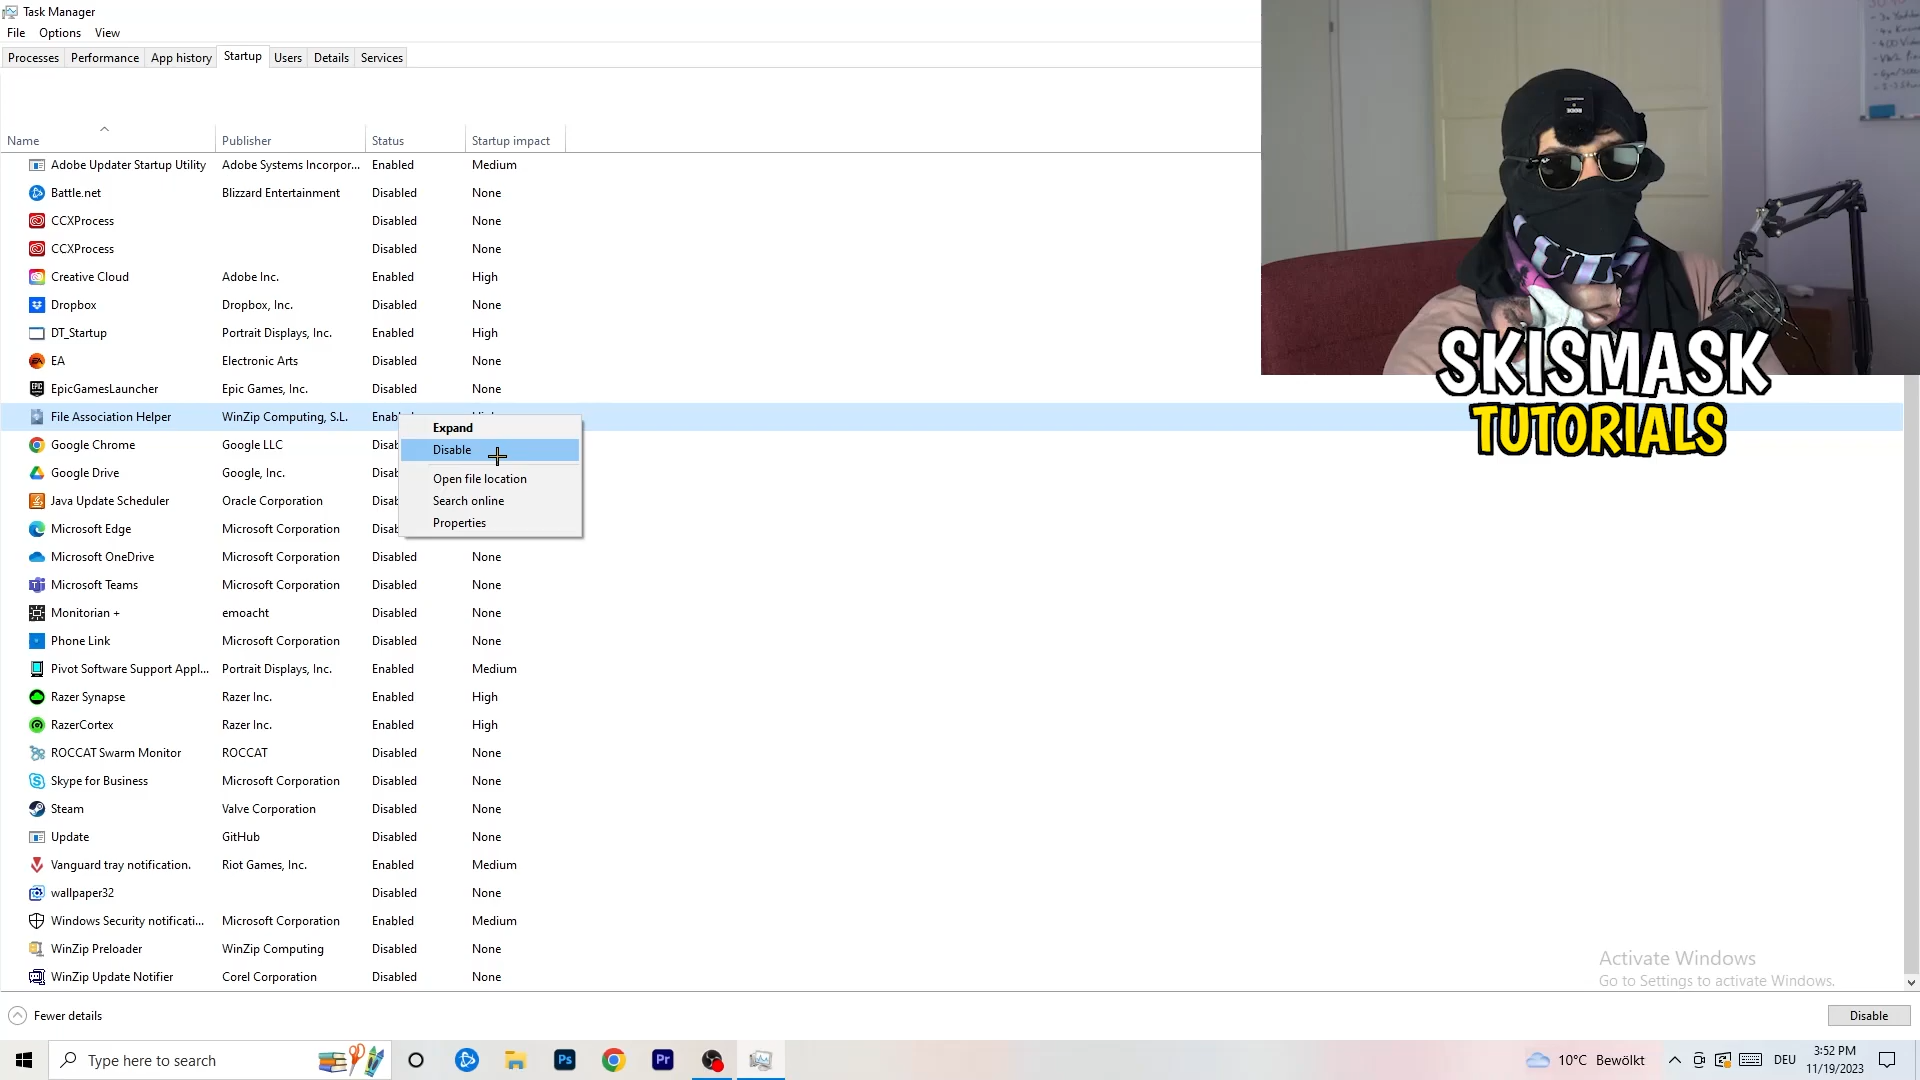 Task Manager
File Options View
Processes Performance App history Startup Users Details Services
Name Publisher Status Startup impact
Adobe Updater Startup Utility Adobe Systems Incorpor... Enabled Medium
Battle.net Blizzard Entertainment Disabled None
CCXProcess Disabled None
CCXProcess Disabled None
Creative Cloud Adobe Inc. Enabled High
Dropbox Dropbox, Inc. Disabled None
DT_Startup Portrait Displays, Inc. Enabled High
EA Electronic Arts Disabled None
EpicGamesLauncher Epic Games, Inc. Disabled None
File Association Helper WinZip Computing, S.L.
Google Chrome Google LLC
Google Drive Google, Inc.
Java Update Scheduler Oracle Corporation
Microsoft Edge Microsoft Corporation
Expand
Disable
Open file location
Search online
Properties
Microsoft OneDrive Microsoft Corporation Disabled None
Microsoft Teams Microsoft Corporation Disabled None
Monitorian + emoacht Disabled None
Phone Link Microsoft Corporation Disabled None
Pivot Software Support Appl... Portrait Displays, Inc. Enabled Medium
Razer Synapse Razer Inc. Enabled High
RazerCortex Razer Inc. Enabled High
ROCCAT Swarm Monitor ROCCAT Disabled None
Skype for Business Microsoft Corporation Disabled None
Steam Valve Corporation Disabled None
Update GitHub Disabled None
Vanguard tray notification. Riot Games, Inc. Enabled Medium
wallpaper32 Disabled None
Windows Security notificati... Microsoft Corporation Enabled Medium
WinZip Preloader WinZip Computing Disabled None
WinZip Update Notifier Corel Corporation Disabled None
SKISMASK
TUTORIALS
Activate Windows
Go to Settings to activate Windows.
Fewer details
Disable
Type here to search
Ps
Pr
10°C Bewölkt
DEU
3:52 PM
11/19/2023